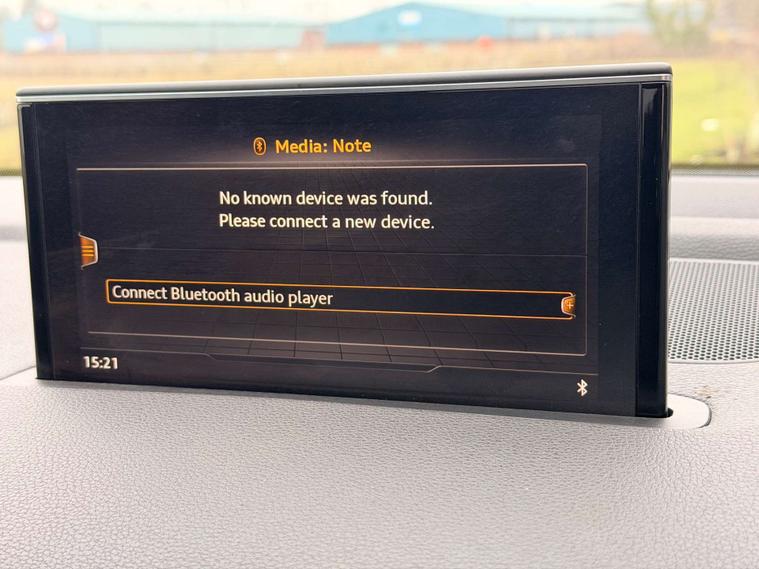 Media: Note
No known device was found.
Please connect a new device.
Connect Bluetooth audio player
15:21